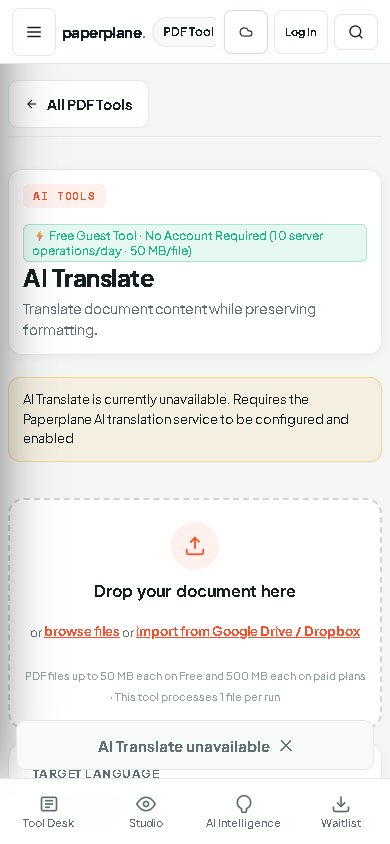 paperplane.
PDF Tool
Log In
All PDF Tools
AI TOOLS
Free Guest Tool · No Account Required (10 server
operations/day · 50 MB/file)
AI Translate
Translate document content while preserving
formatting.
AI Translate is currently unavailable. Requires the
Paperplane AI translation service to be configured and
enabled
Drop your document here
or browse files or import from Google Drive / Dropbox
PDF files up to 50 MB each on Free and 500 MB each on paid plans
· This tool processes 1 file per run
AI Translate unavailable
TARGET LANGUAGE
Tool Desk
Studio
AI Intelligence
Waitlist